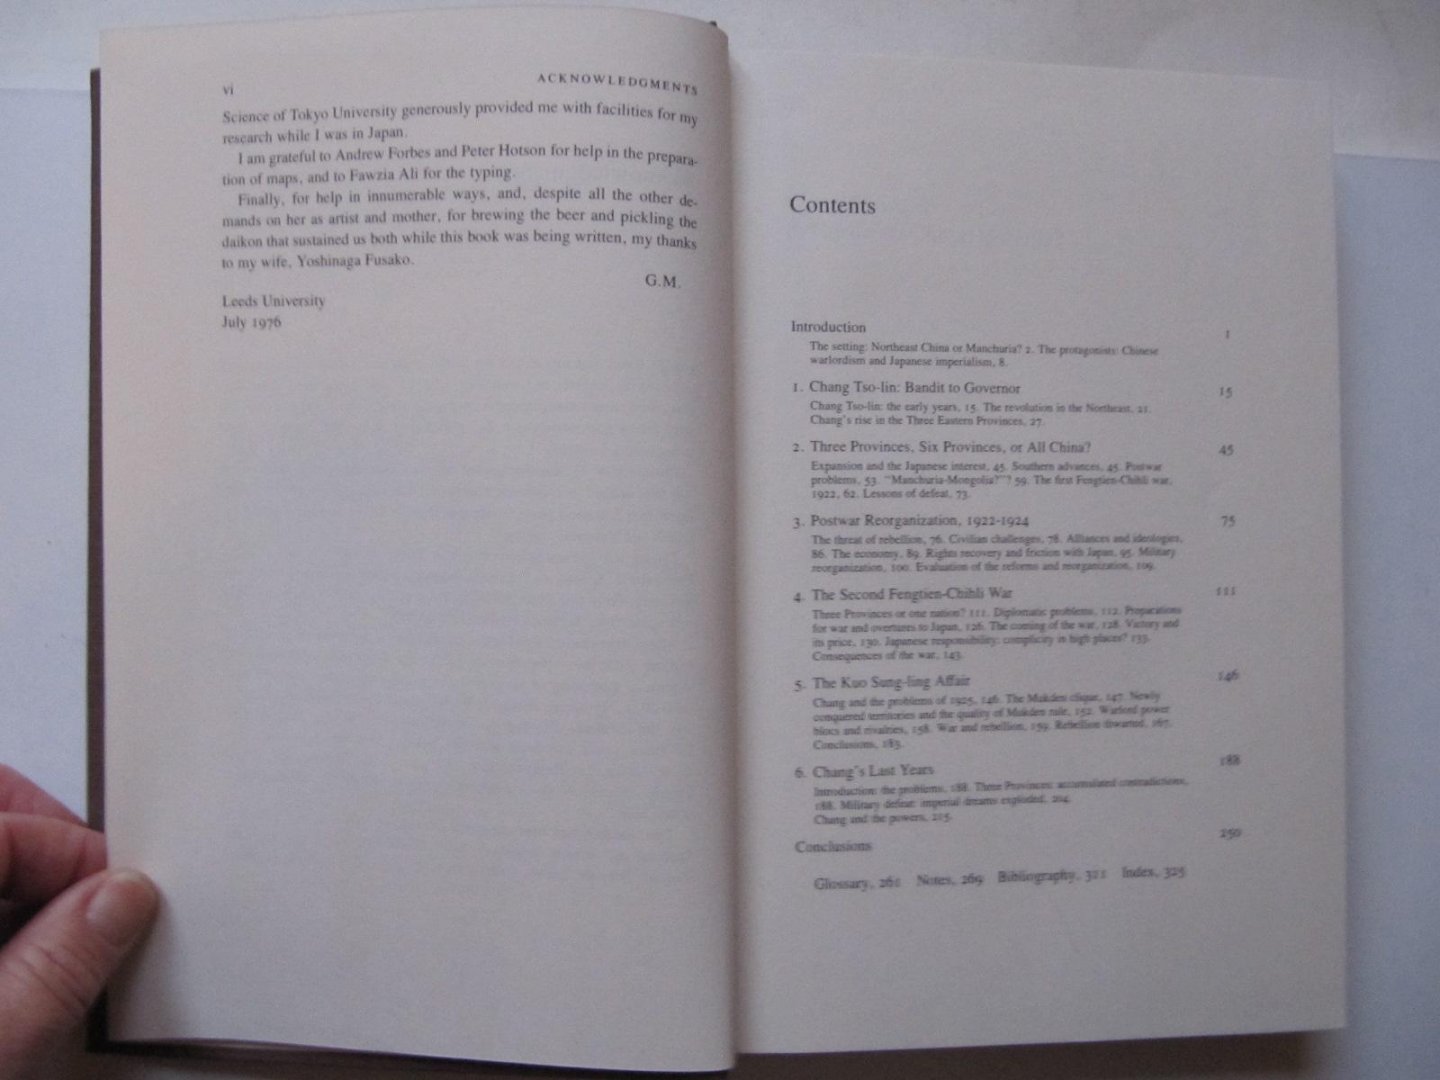 vi ACKNOWLEDGMENTS
Science of Tokyo University generously provided me with facilities for my
research while I was in Japan.
I am grateful to Andrew Forbes and Peter Hotson for help in the prepara-
tion of maps, and to Fawzia Ali for the typing.
Finally, for help in innumerable ways, and, despite all the other de-
mands on her as artist and mother, for brewing the beer and pickling the
daikon that sustained us both while this book was being written, my thanks
to my wife, Yoshinaga Fusako.
G.M.
Leeds University
July 1976
Contents
Introduction 1
The setting: Northeast China or Manchuria? 2. The protagonists: Chinese
warlordism and Japanese imperialism, 8.
1. Chang Tso-lin: Bandit to Governor 15
Chang Tso-lin: the early years, 15. The revolution in the Northeast, 21.
Chang's rise in the Three Eastern Provinces, 27.
2. Three Provinces, Six Provinces, or All China? 45
Expansion and the Japanese interest, 45. Southern advances, 45. Postwar
problems, 53. "Manchuria-Mongolia?"? 59. The first Fengtien-Chihli war,
1922, 62. Lessons of defeat, 73.
3. Postwar Reorganization, 1922-1924 75
The threat of rebellion, 76. Civilian challenges, 78. Alliances and ideologies,
86. The economy, 89. Rights recovery and friction with Japan, 95. Military
reorganization, 100. Evaluation of the reforms and reorganization, 109.
4. The Second Fengtien-Chihli War 111
Three Provinces or one nation? 111. Diplomatic problems, 112. Preparations
for war and overtures to Japan, 126. The coming of the war, 128. Victory and
its price, 130. Japanese responsibility: complicity in high places? 133.
Consequences of the war, 143.
5. The Kuo Sung-ling Affair 146
Chang and the problems of 1925, 146. The Mukden clique, 147. Newly
conquered territories and the quality of Mukden rule, 152. Warlord power
blocs and rivalries, 158. War and rebellion, 159. Rebellion thwarted, 167.
Conclusions, 183.
6. Chang's Last Years 188
Introduction: the problems, 188. Three Provinces: accumulated contradictions,
188. Military defeat: imperial dreams exploded, 204.
Chang and the powers, 215.
Conclusions 250
Glossary, 261 Notes, 269 Bibliography, 311 Index, 325